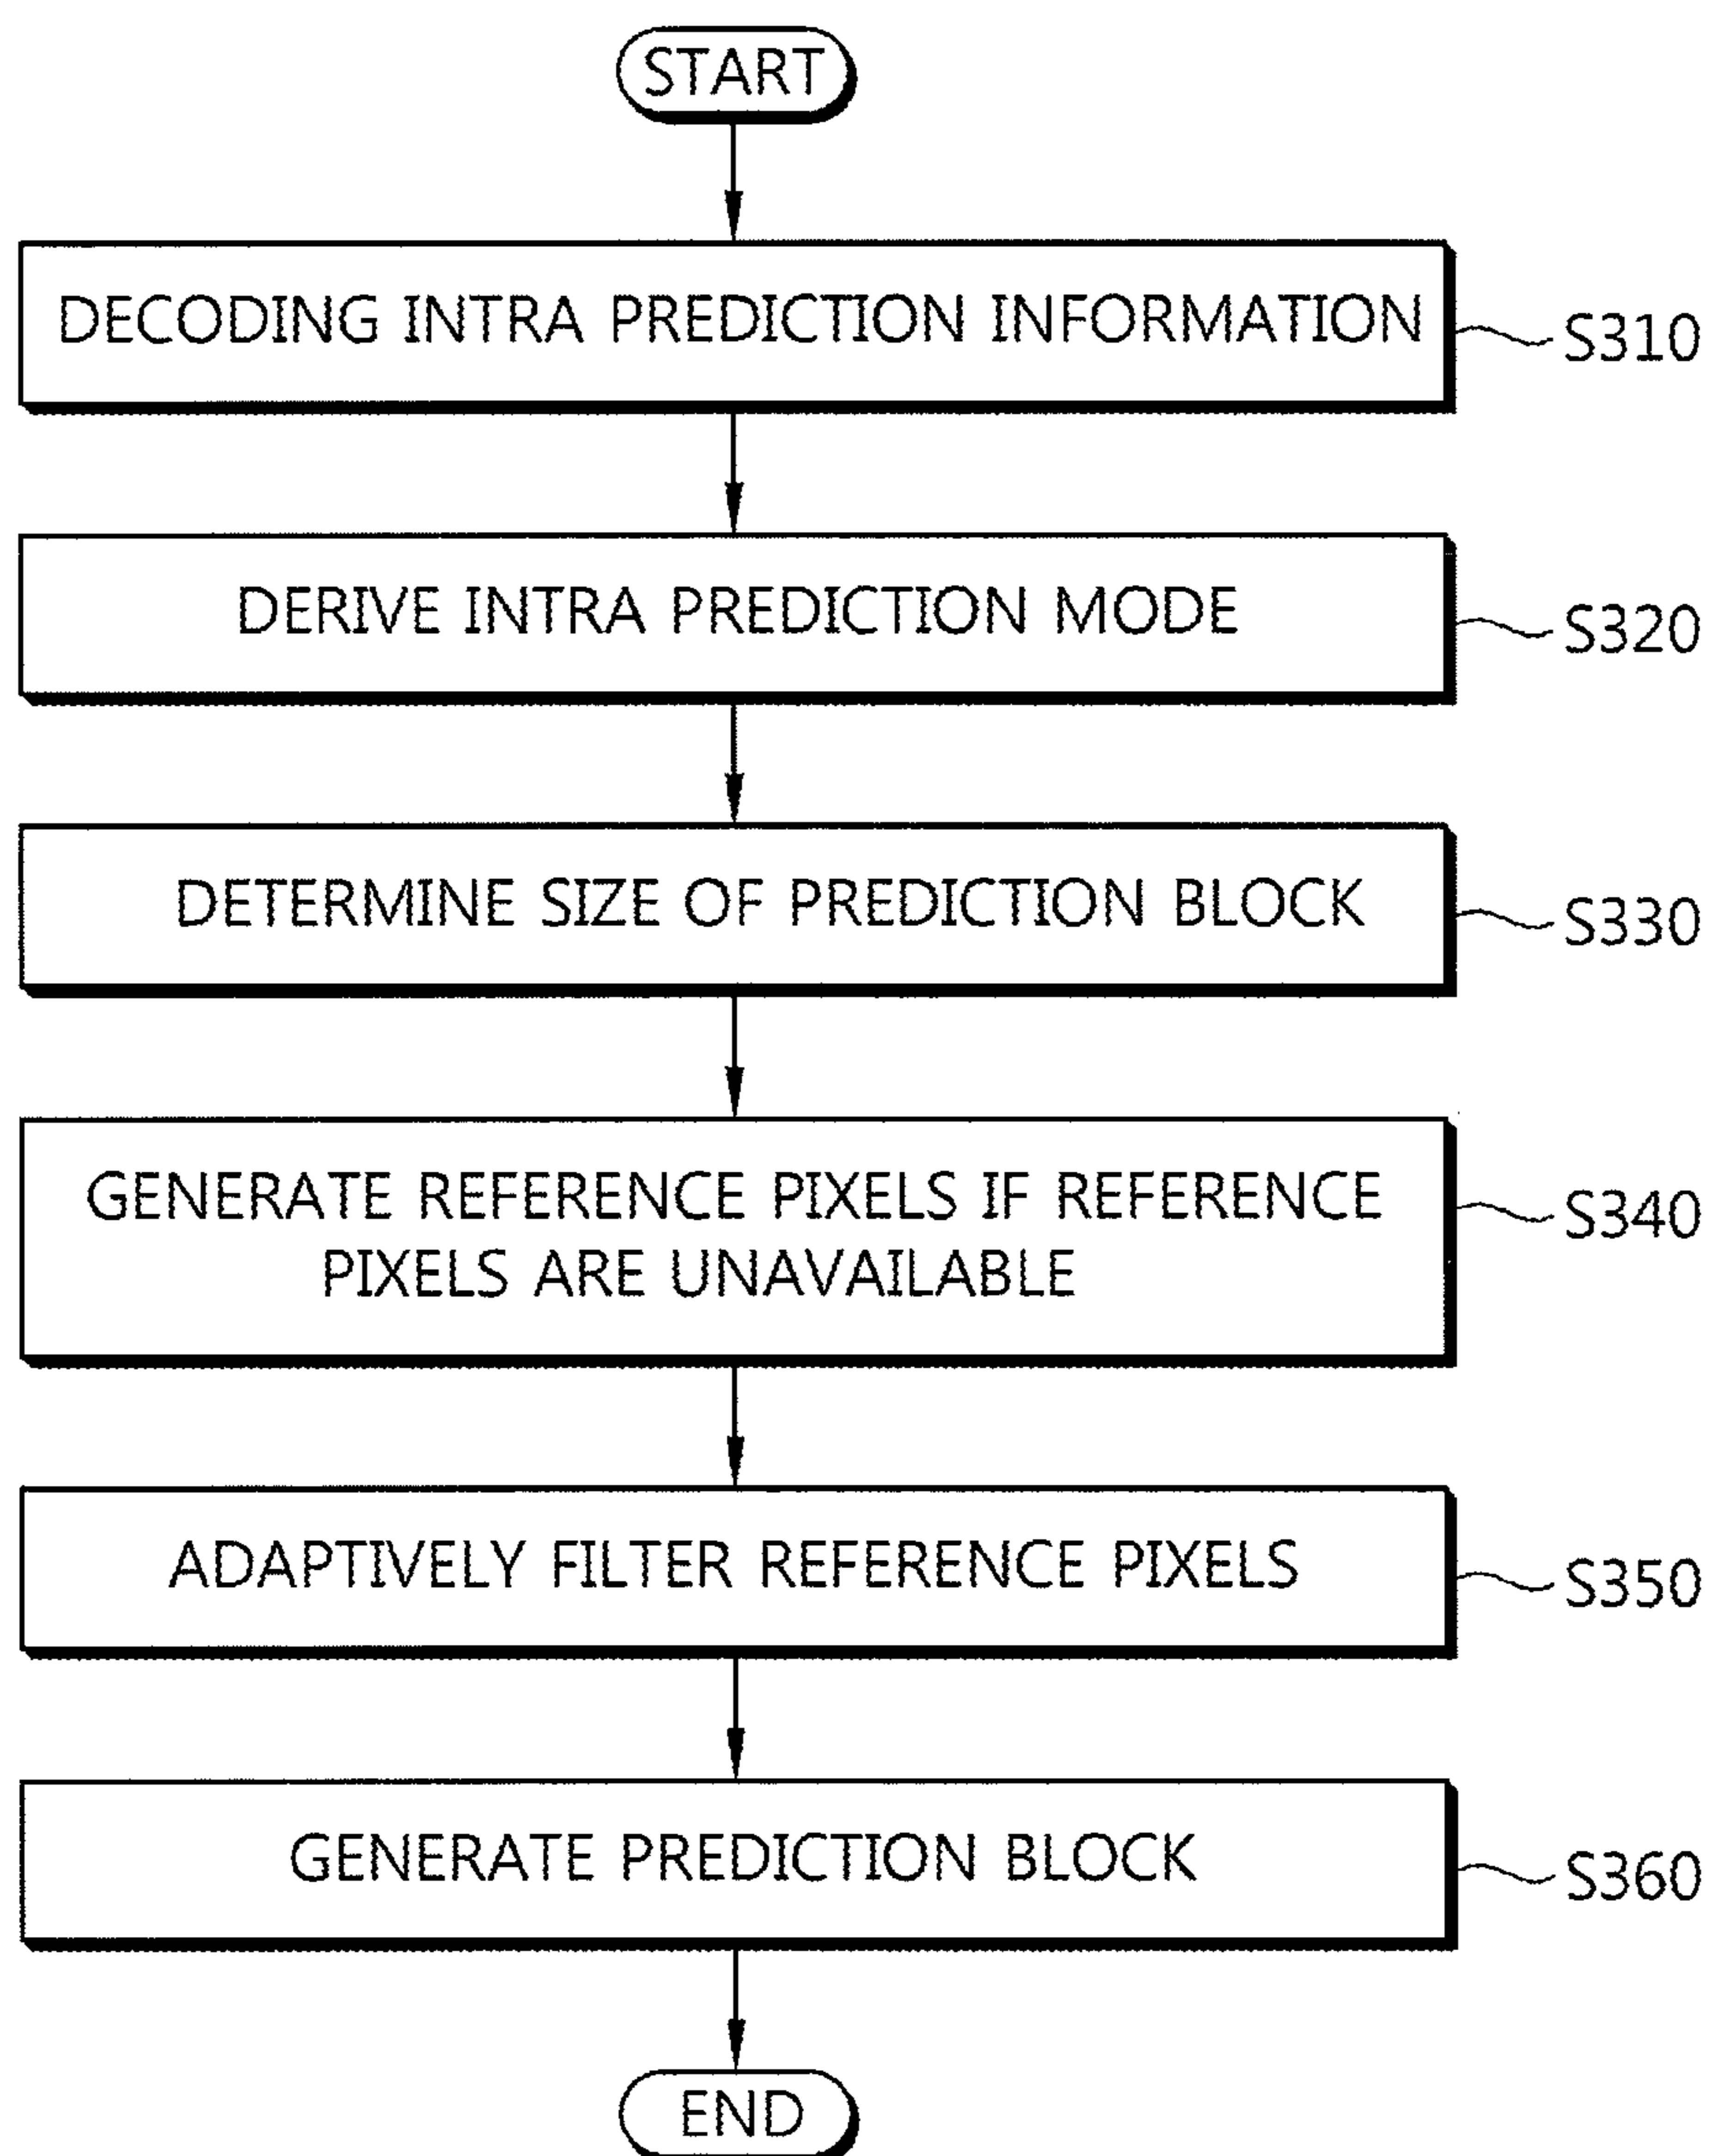 START
DECODING INTRA PREDICTION INFORMATION
S310
DERIVE INTRA PREDICTION MODE
S320
DETERMINE SIZE OF PREDICTION BLOCK
S330
GENERATE REFERENCE PIXELS IF REFERENCE
PIXELS ARE UNAVAILABLE
S340
ADAPTIVELY FILTER REFERENCE PIXELS
S350
GENERATE PREDICTION BLOCK
S360
END